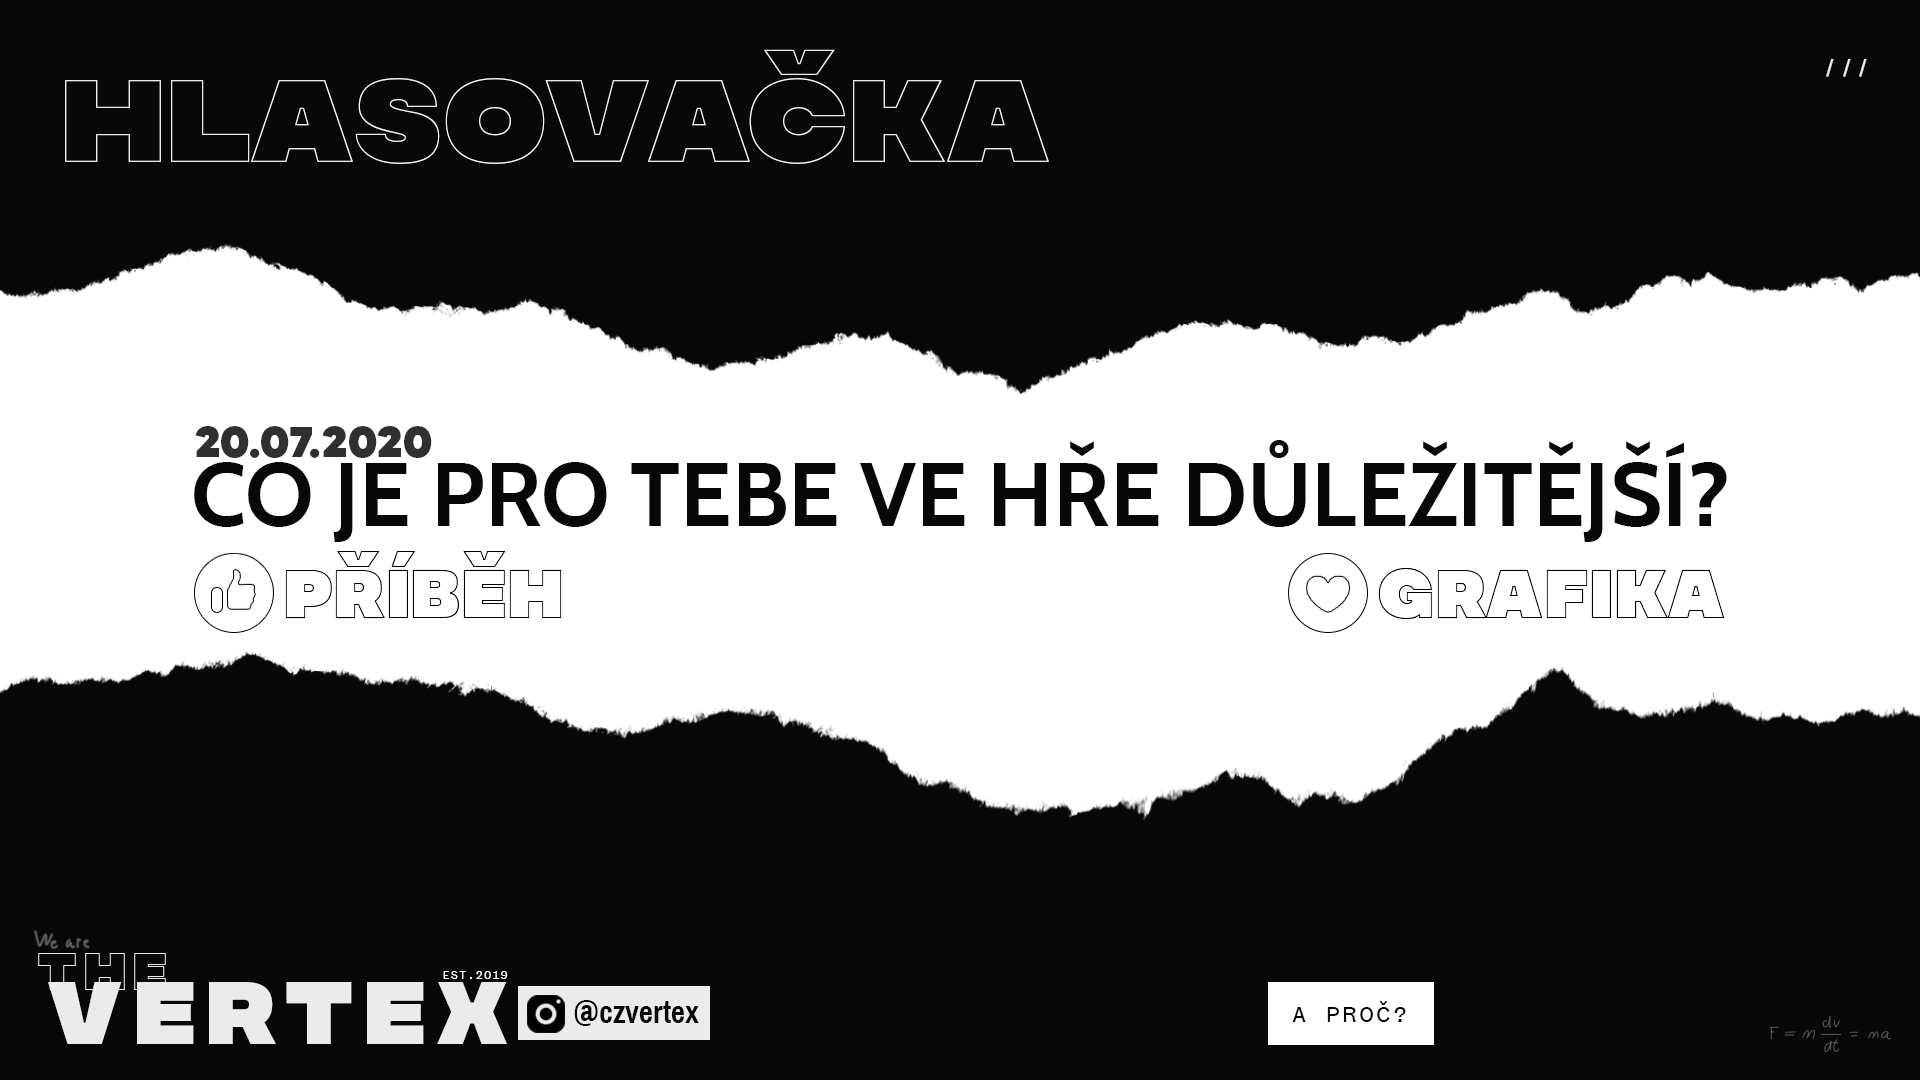 HLASOVAČKA
///
20.07.2020
CO JE PRO TEBE VE HŘE DŮLEŽITĚJŠÍ?
PŘÍBĚH
GRAFIKA
We are
THE
EST.2019
VERTEX
@czvertex
A PROČ?
F = m dv/dt = ma